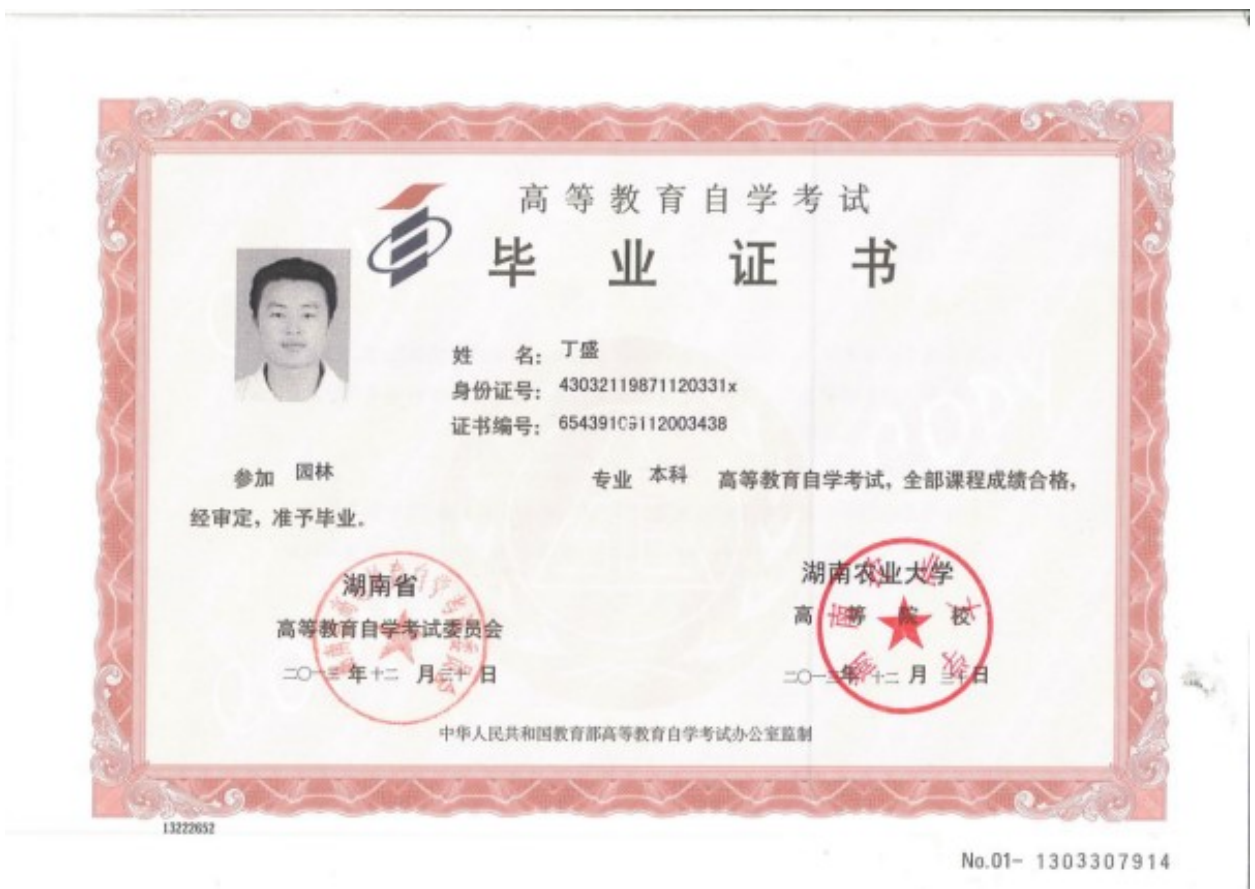 高等教育自学考试
毕业证书
姓 名: 丁盛
身份证号: 43032119871120331x
证书编号:
参加 园林 专业 本科 高等教育自学考试, 全部课程成绩合格,
经审定, 准予毕业。
湖南省
高等教育自学考试委员会
二〇一三年十二月三十日
湖南农业大学
高等院校
二〇一三年十二月三十日
中华人民共和国教育部高等教育自学考试办公室监制
13222652
No.01- 1303307914